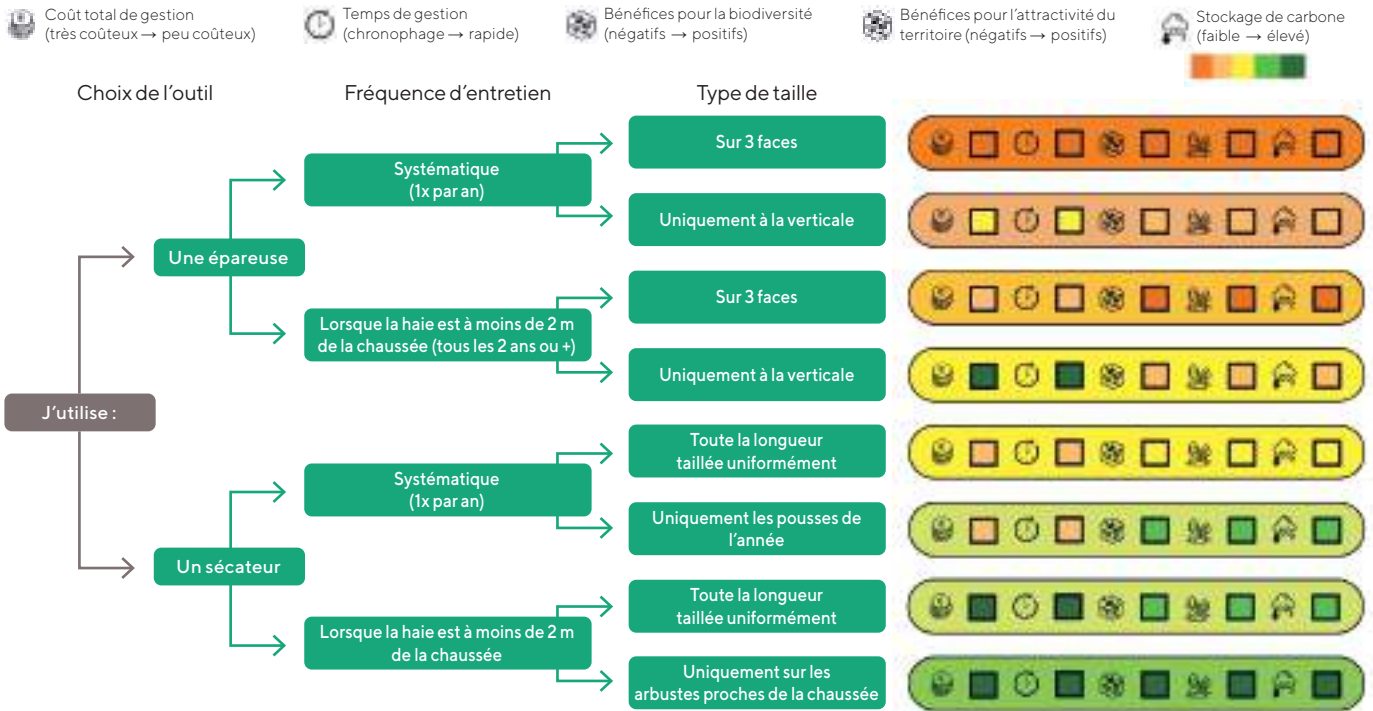 Coût total de gestion
(très coûteux → peu coûteux)
Temps de gestion
(chronophage → rapide)
Bénéfices pour la biodiversité
(négatifs → positifs)
Bénéfices pour l'attractivité du
territoire (négatifs → positifs)
Stockage de carbone
(faible → élevé)
Choix de l'outil
Fréquence d'entretien
Type de taille
J'utilise :
Une épareuse
Systématique
(1x par an)
Sur 3 faces
Uniquement à la verticale
Lorsque la haie est à moins de 2 m
de la chaussée (tous les 2 ans ou +)
Sur 3 faces
Uniquement à la verticale
Un sécateur
Systématique
(1x par an)
Toute la longueur
taillée uniformément
Uniquement les pousses de
l'année
Lorsque la haie est à moins de 2 m
de la chaussée
Toute la longueur
taillée uniformément
Uniquement sur les
arbustes proches de la chaussée